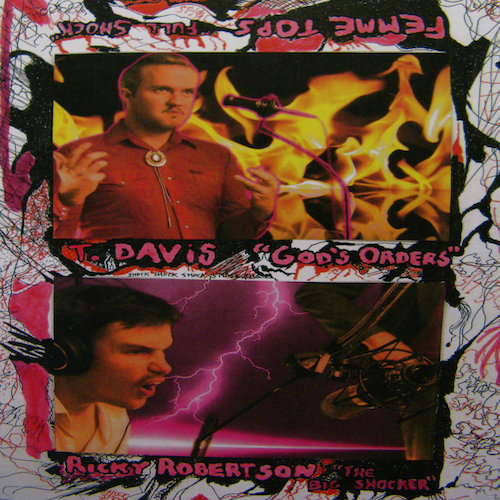 FEMME TOPS "FULL SHOCK"
T. DAVIS "GOD'S ORDERS"
SHOCK SHOCK SHOCK
RICKY ROBERTSON "THE
BIG SHOCKER"